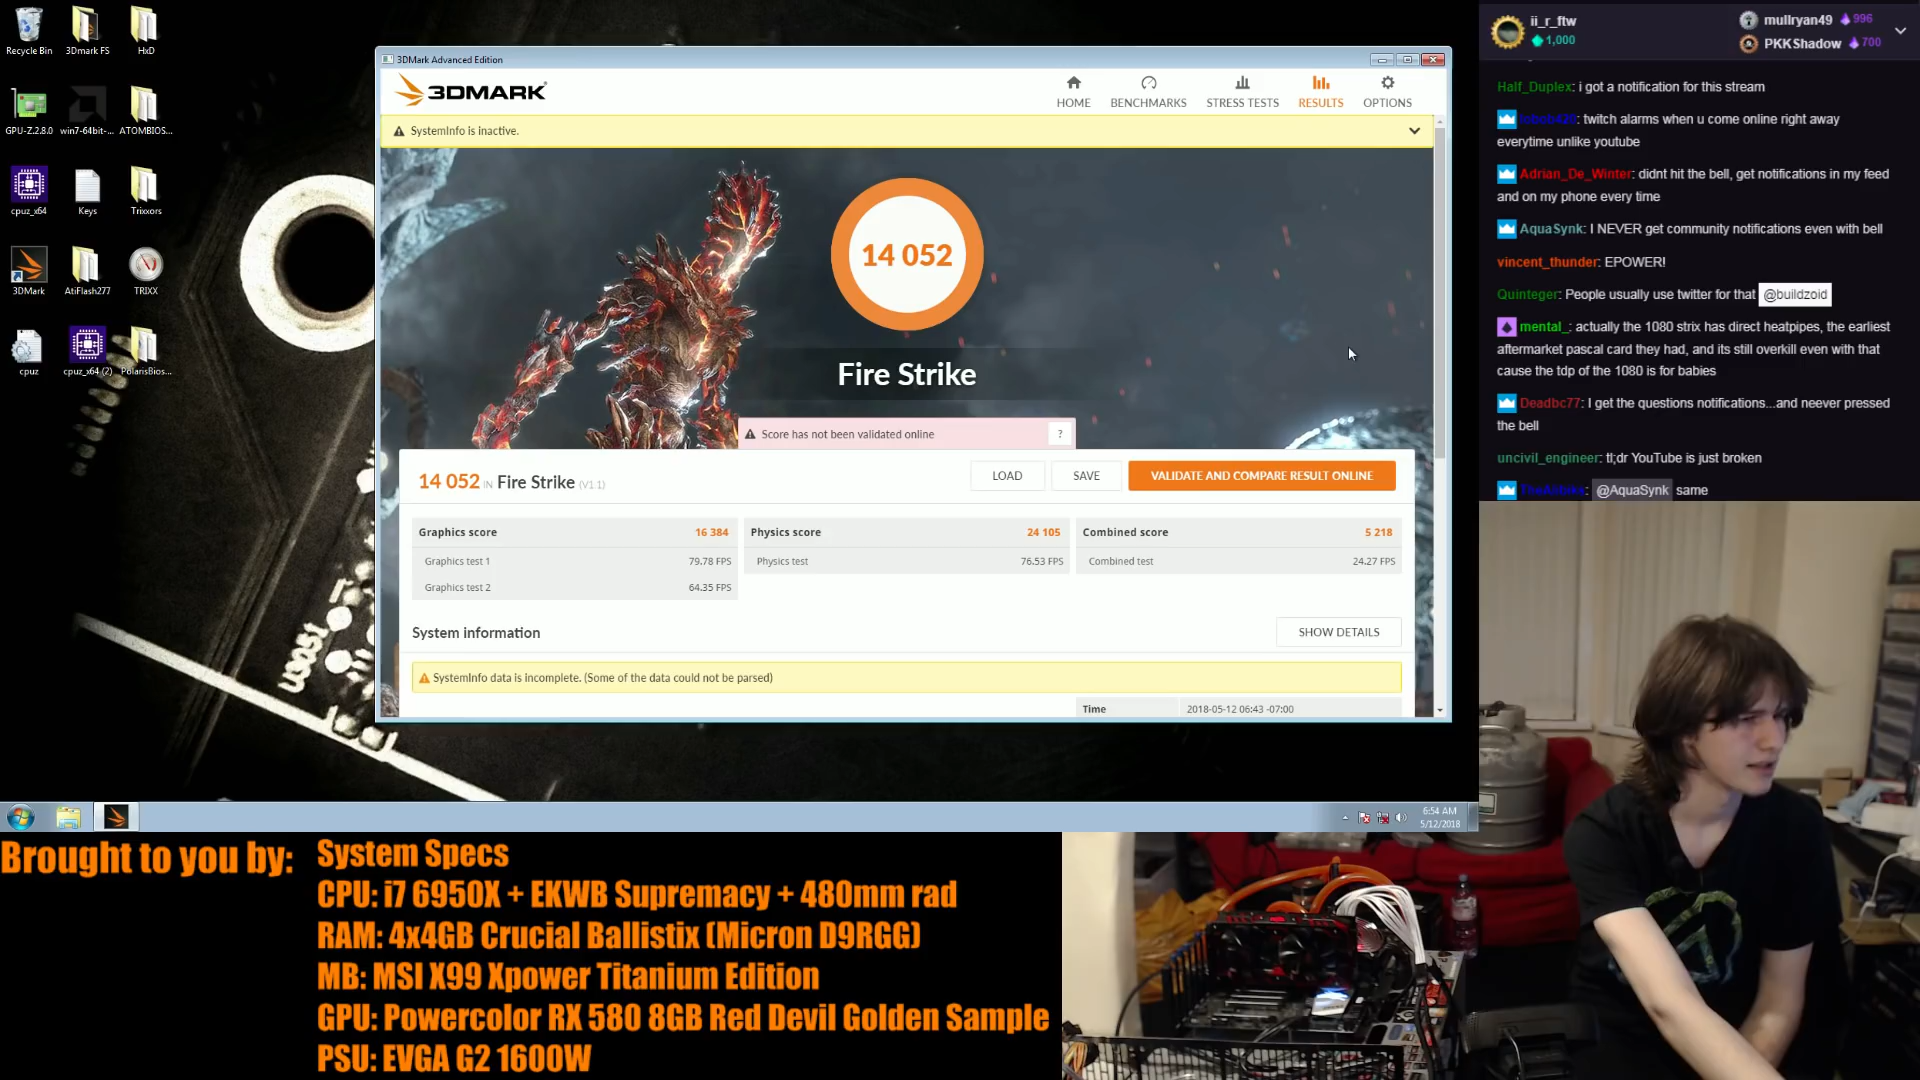 Recycle Bin
3Dmark FS
HxD
GPU-Z.2.8.0
win7-64bit-...
ATOMBIOS...
cpuz_x64
Keys
Trixxors
3DMark
AtiFlash277
TRIXX
cpuz
cpuz_x64 (2)
PolarisBios...
3DMark Advanced Edition
3DMARK
HOME
BENCHMARKS
STRESS TESTS
RESULTS
OPTIONS
SystemInfo is inactive.
14 052
Fire Strike
Score has not been validated online
?
14 052 IN Fire Strike (V1.1)
LOAD
SAVE
VALIDATE AND COMPARE RESULT ONLINE
Graphics score 16 384
Graphics test 1 79.78 FPS
Graphics test 2 64.35 FPS
Physics score 24 105
Physics test 76.53 FPS
Combined score 5 218
Combined test 24.27 FPS
System information
SHOW DETAILS
SystemInfo data is incomplete. (Some of the data could not be parsed)
Time 2018-05-12 06:43 -07:00
6:54 AM
5/12/2018
ii_r_ftw
1,000
mullryan49 996
PKKShadow 700
Half_Duplex: i got a notification for this stream
twitch alarms when u come online right away
everytime unlike youtube
Adrian_De_Winter: didnt hit the bell, get notifications in my feed
and on my phone every time
AquaSynk: I NEVER get community notifications even with bell
vincent_thunder: EPOWER!
Quinteger: People usually use twitter for that @buildzoid
mental_: actually the 1080 strix has direct heatpipes, the earliest
aftermarket pascal card they had, and its still overkill even with that
cause the tdp of the 1080 is for babies
Deadbc77: I get the questions notifications...and neever pressed
the bell
uncivil_engineer: tl;dr YouTube is just broken
@AquaSynk same
Brought to you by:
System Specs
CPU: i7 6950X + EKWB Supremacy + 480mm rad
RAM: 4x4GB Crucial Ballistix (Micron D9RGG)
MB: MSI X99 Xpower Titanium Edition
GPU: Powercolor RX 580 8GB Red Devil Golden Sample
PSU: EVGA G2 1600W